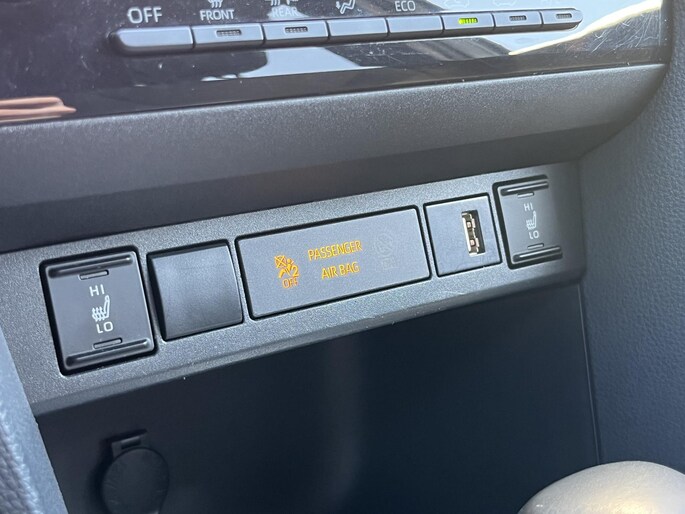 OFF
FRONT
REAR
ECO
HI
LO
OFF
PASSENGER
AIR BAG
HI
LO